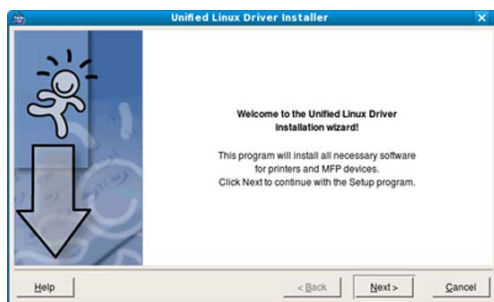 Unified Linux Driver Installer
Welcome to the Unified Linux Driver
installation wizard!
This program will install all necessary software
for printers and MFP devices.
Click Next to continue with the Setup program.
Help
< Back
Next >
Cancel